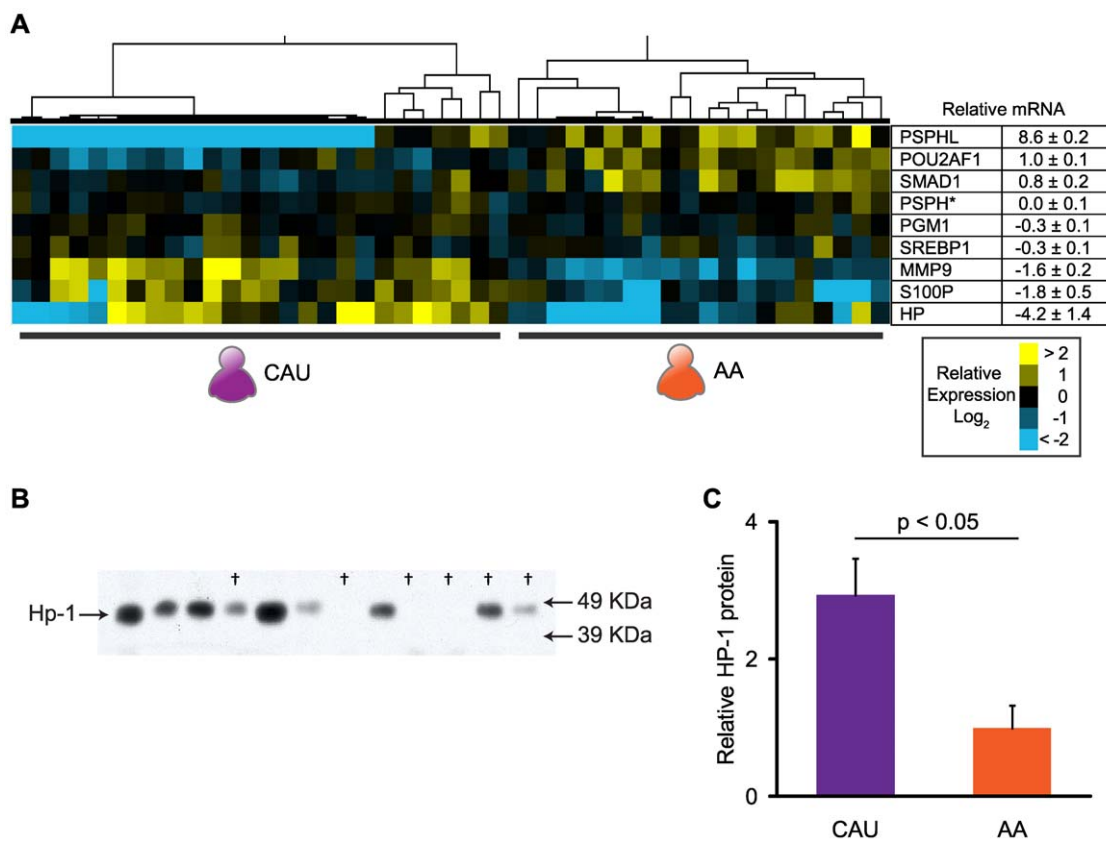 A
Relative mRNA
PSPHL 8.6 ± 0.2
POU2AF1 1.0 ± 0.1
SMAD1 0.8 ± 0.2
PSPH* 0.0 ± 0.1
PGM1 -0.3 ± 0.1
SREBP1 -0.3 ± 0.1
MMP9 -1.6 ± 0.2
S100P -1.8 ± 0.5
HP -4.2 ± 1.4
CAU
AA
Relative
Expression
Log2
> 2
1
0
-1
< -2
B
† † † † † †
Hp-1
49 KDa
39 KDa
C
p < 0.05
Relative HP-1 protein
4
2
0
CAU AA